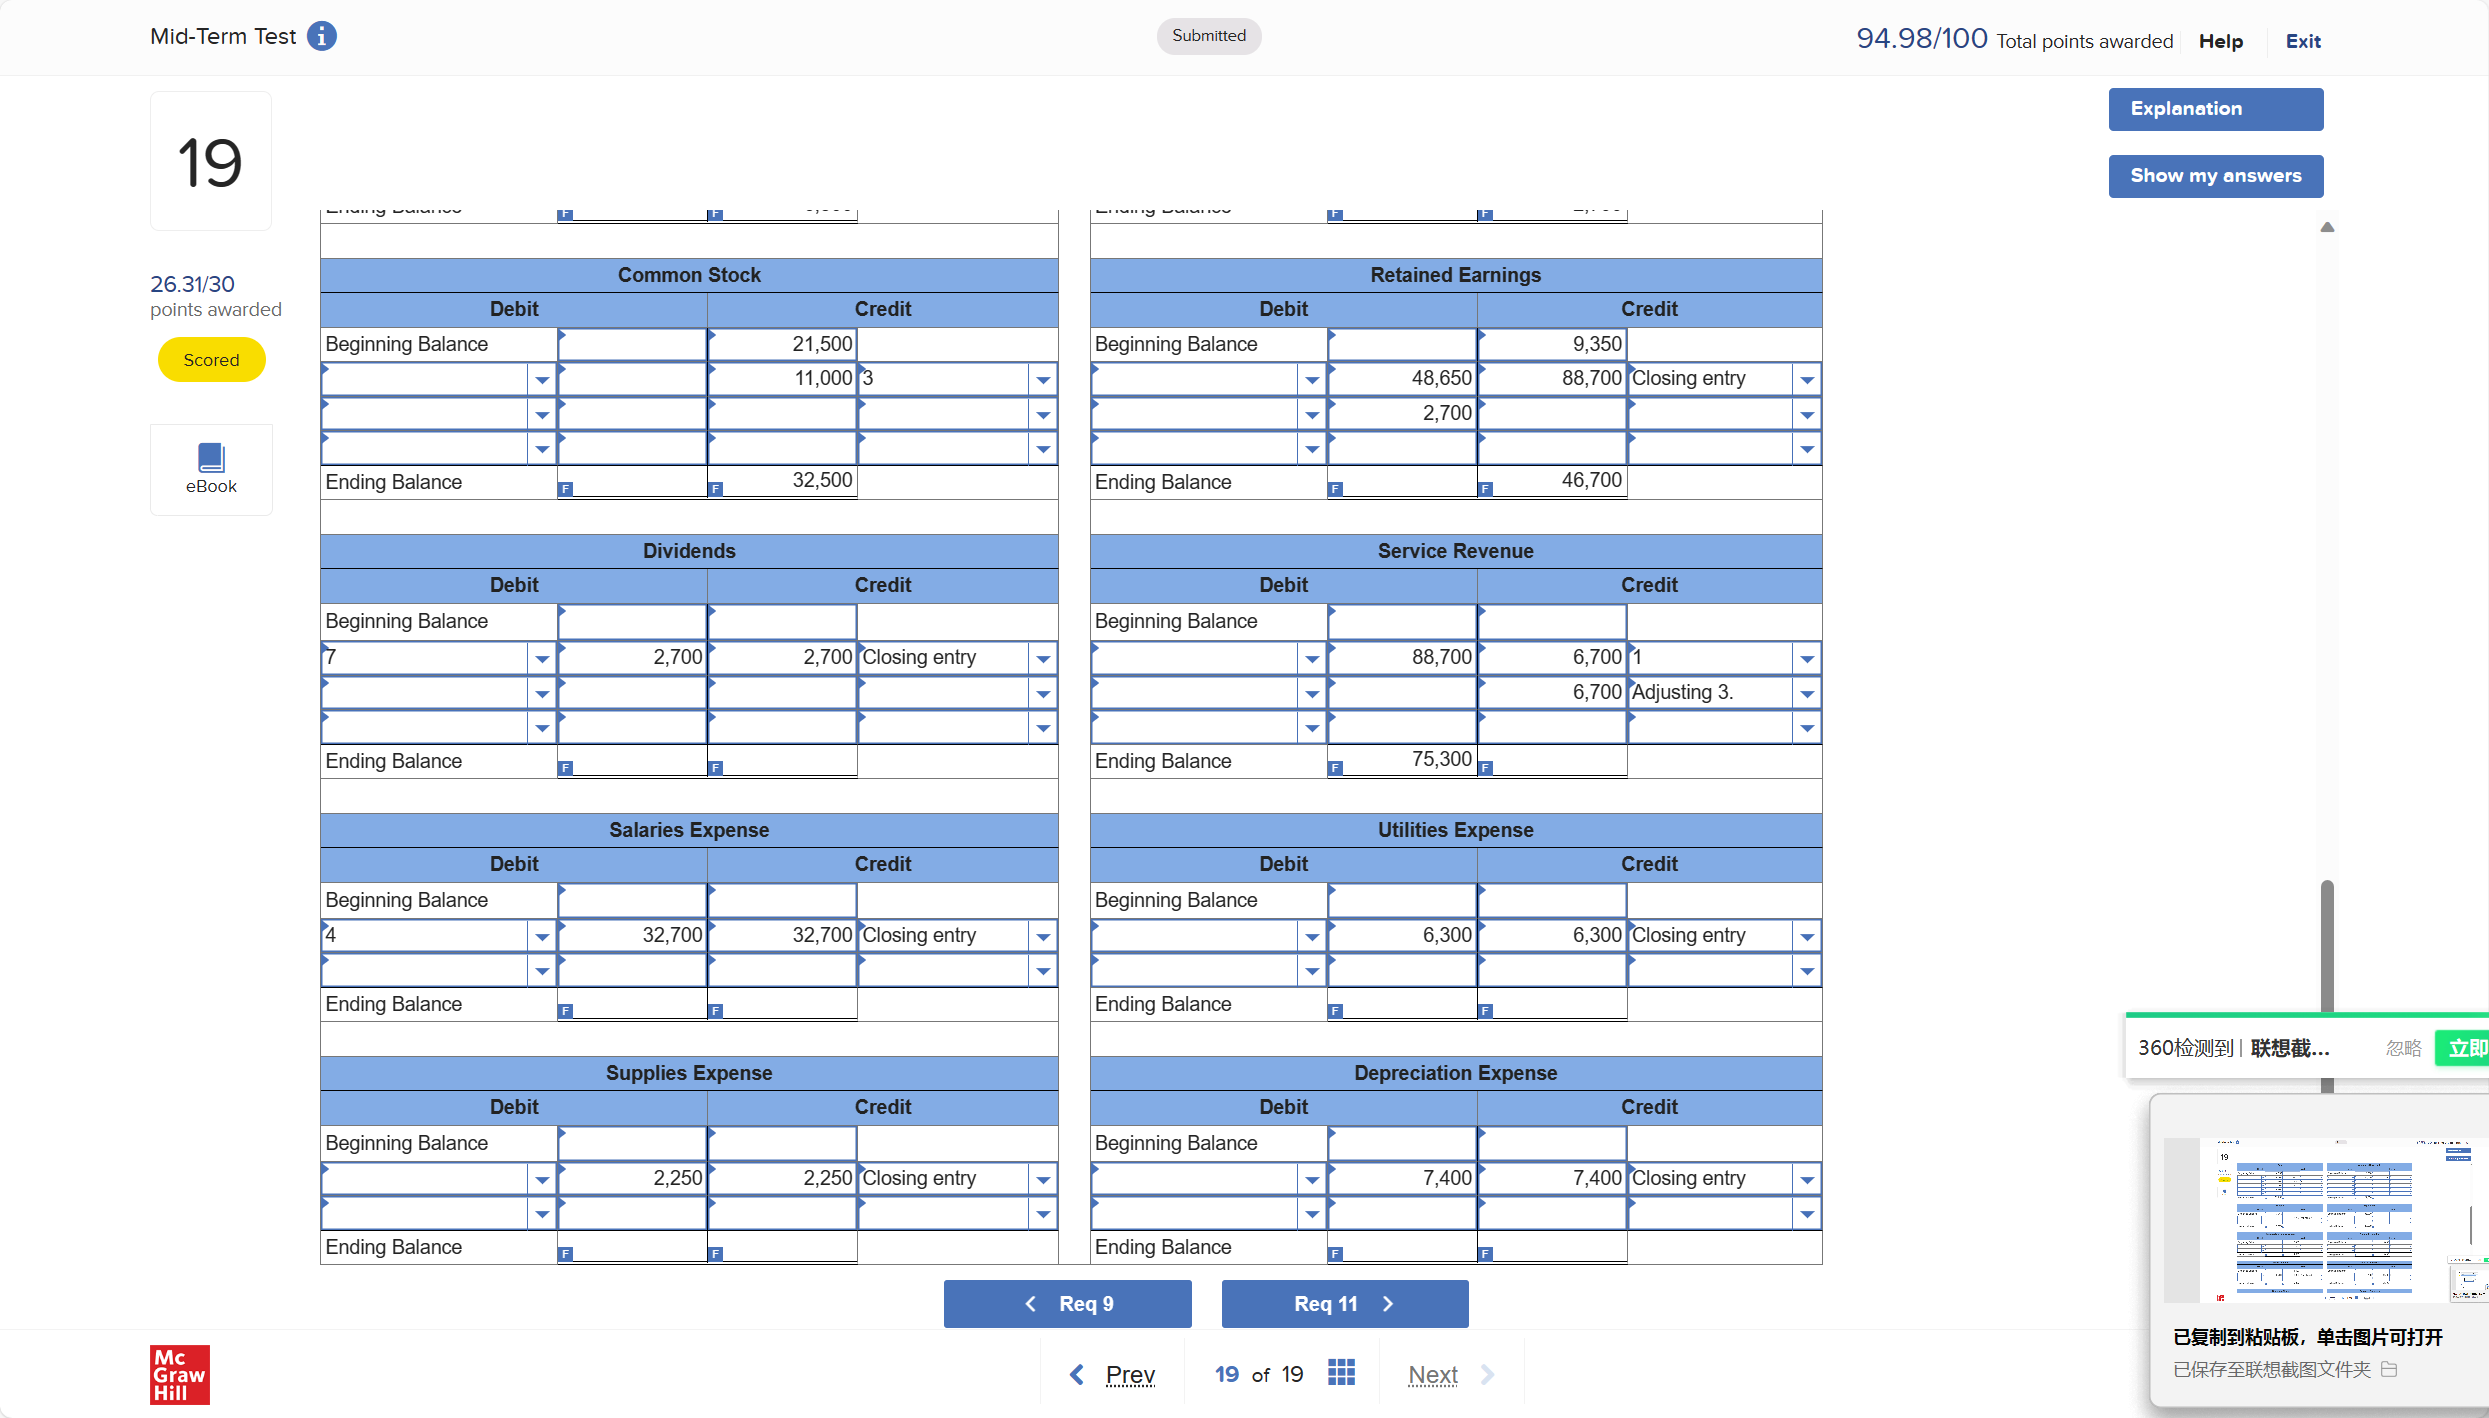 Mid-Term Test i
Submitted
94.98/100 Total points awarded Help Exit
19
Explanation
Show my answers
26.31/30
points awarded
Scored
eBook
Ending Balance F F
Ending Balance F F
Common Stock
Debit Credit
Beginning Balance 21,500
11,000 3
Ending Balance F F 32,500
Retained Earnings
Debit Credit
Beginning Balance 9,350
48,650 88,700 Closing entry
2,700
Ending Balance F F 46,700
Dividends
Debit Credit
Beginning Balance
7 2,700 2,700 Closing entry
Ending Balance F F
Service Revenue
Debit Credit
Beginning Balance
88,700 6,700 1
6,700 Adjusting 3.
Ending Balance F 75,300 F
Salaries Expense
Debit Credit
Beginning Balance
4 32,700 32,700 Closing entry
Ending Balance F F
Utilities Expense
Debit Credit
Beginning Balance
6,300 6,300 Closing entry
Ending Balance F F
Supplies Expense
Debit Credit
Beginning Balance
2,250 2,250 Closing entry
Ending Balance F F
Depreciation Expense
Debit Credit
Beginning Balance
7,400 7,400 Closing entry
Ending Balance F F
Req 9
Req 11
Mc
Graw
Hill
Prev 19 of 19 Next
360检测到 | 联想截... 忽略 立即
19
已复制到粘贴板，单击图片可打开
已保存至联想截图文件夹